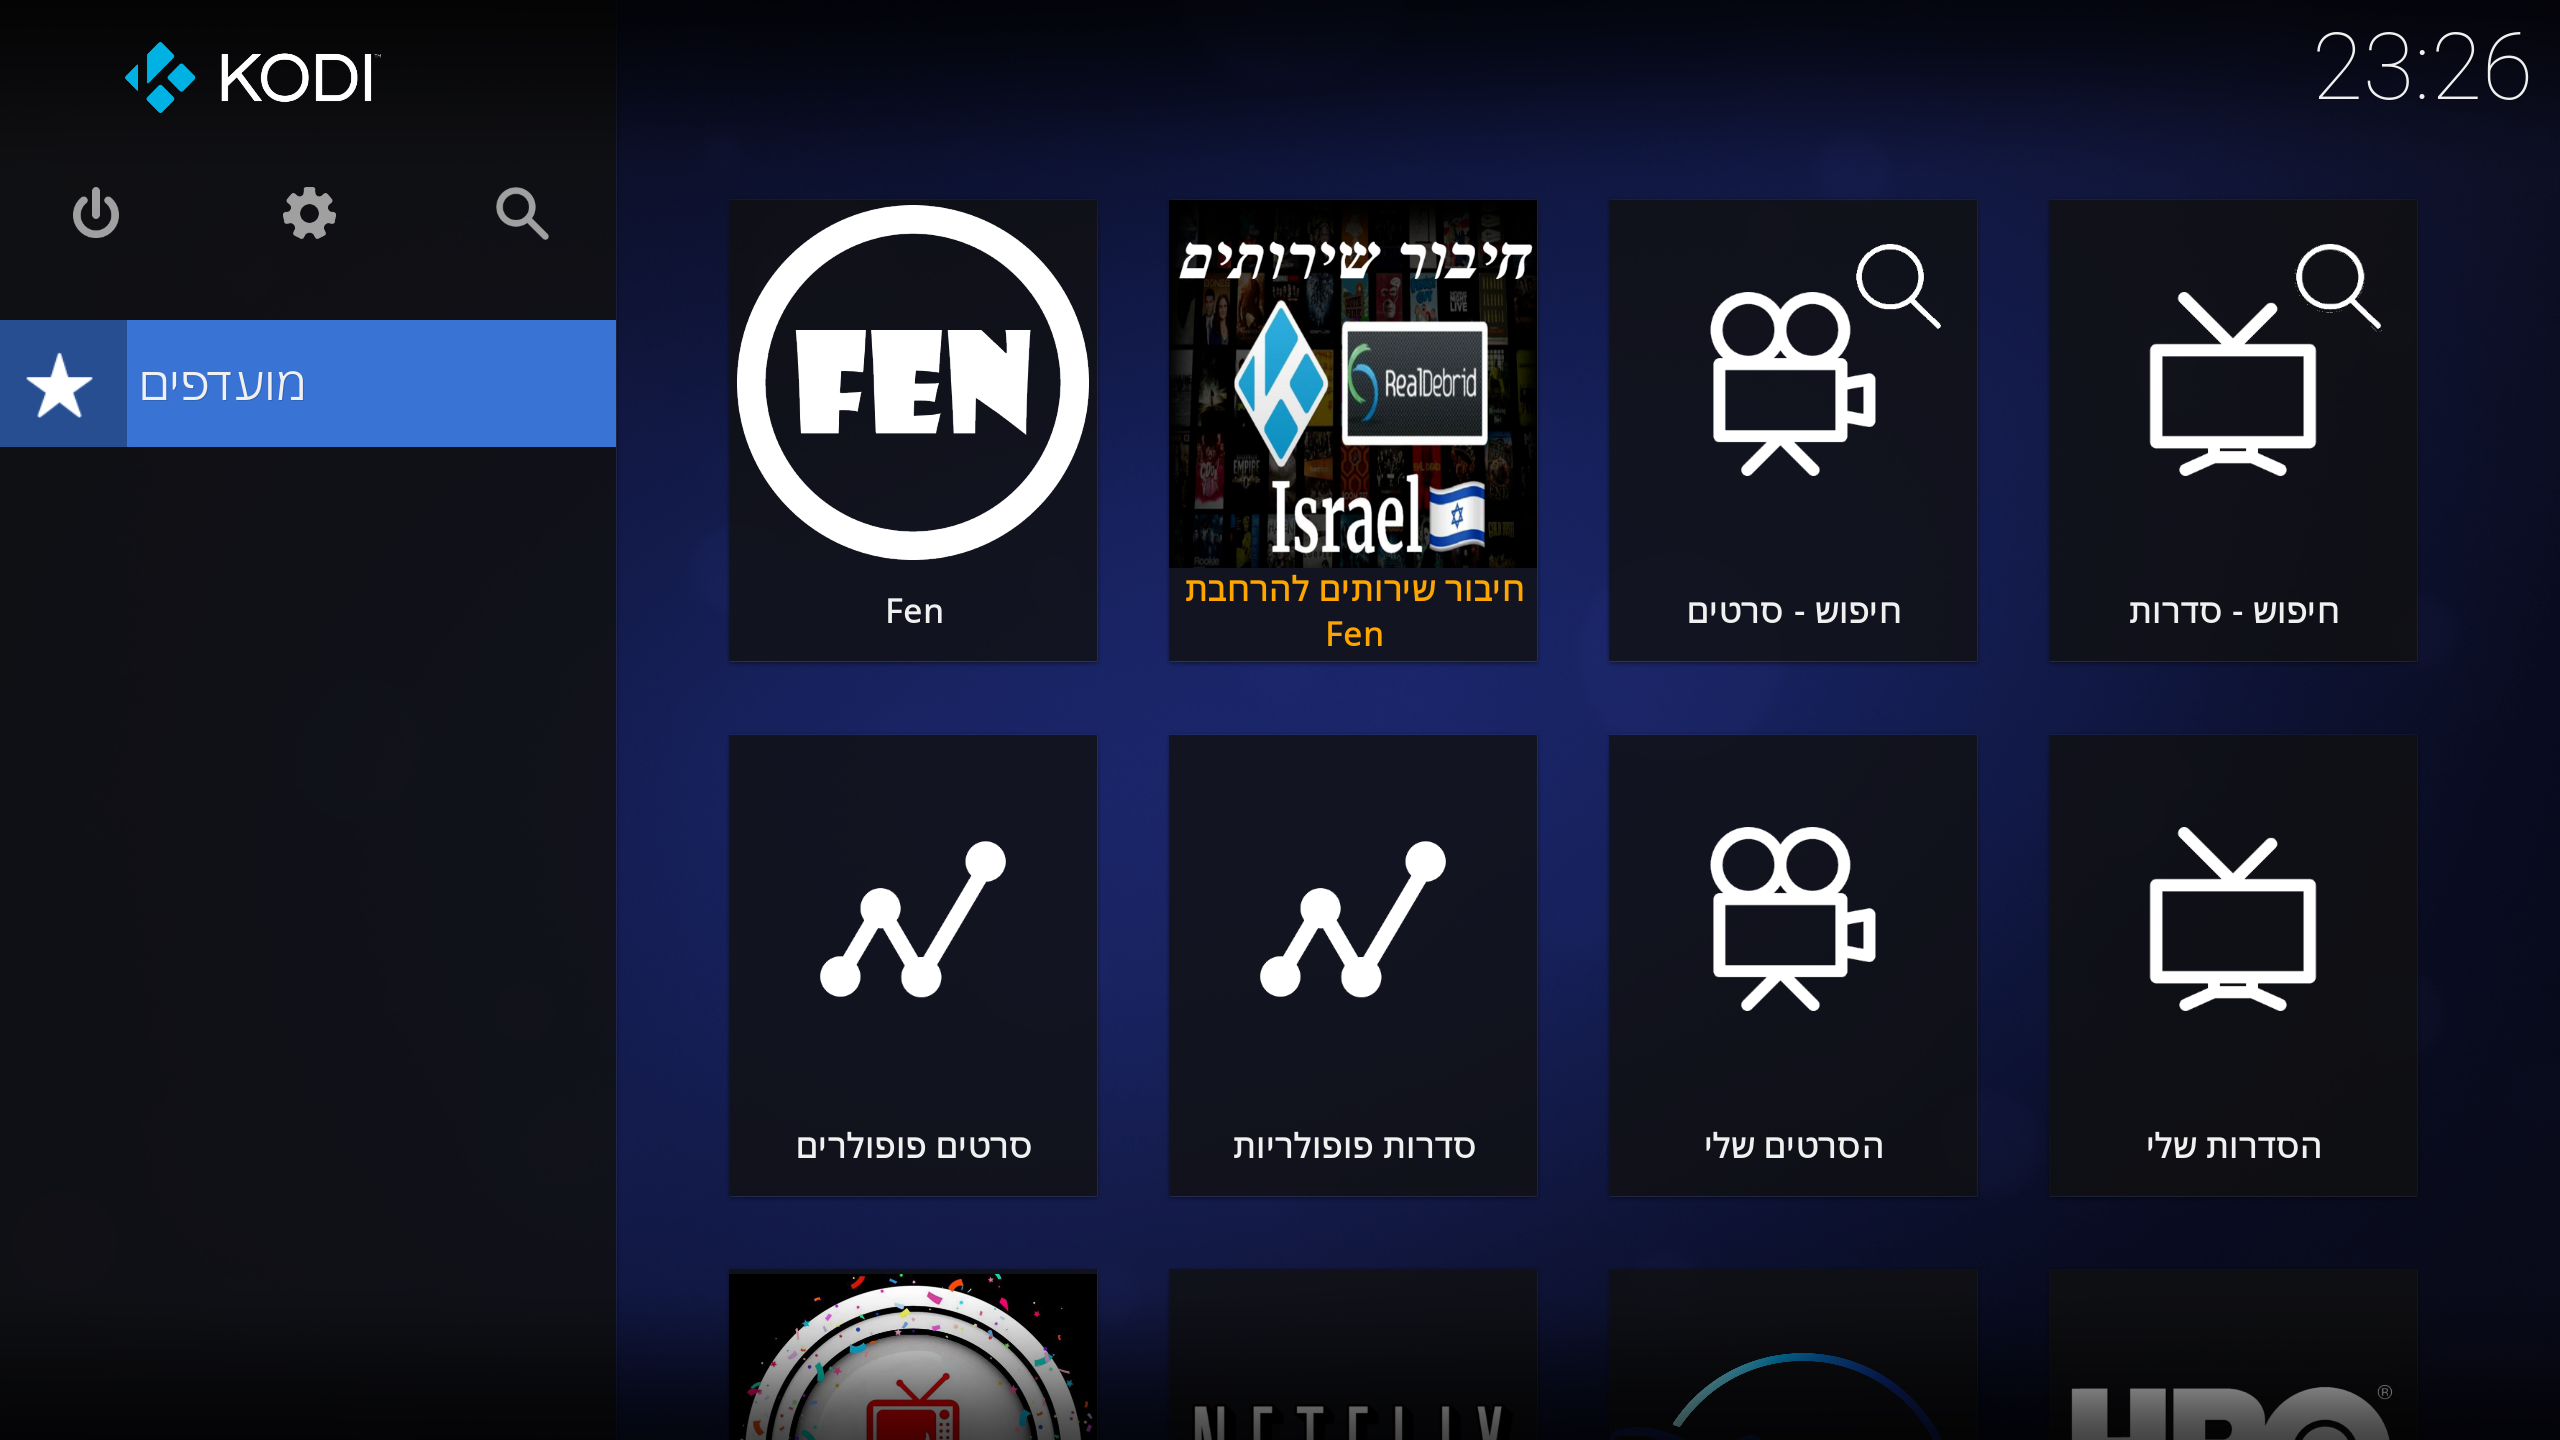 KODI
23:26
מועדפים
FEN
Fen
חיבור שירותים
RealDebrid
Israel
חיבור שירותים להרחבת
Fen
חיפוש - סרטים
חיפוש - סדרות
סרטים פופולרים
סדרות פופולריות
הסרטים שלי
הסדרות שלי
NETFLIX
HBO®